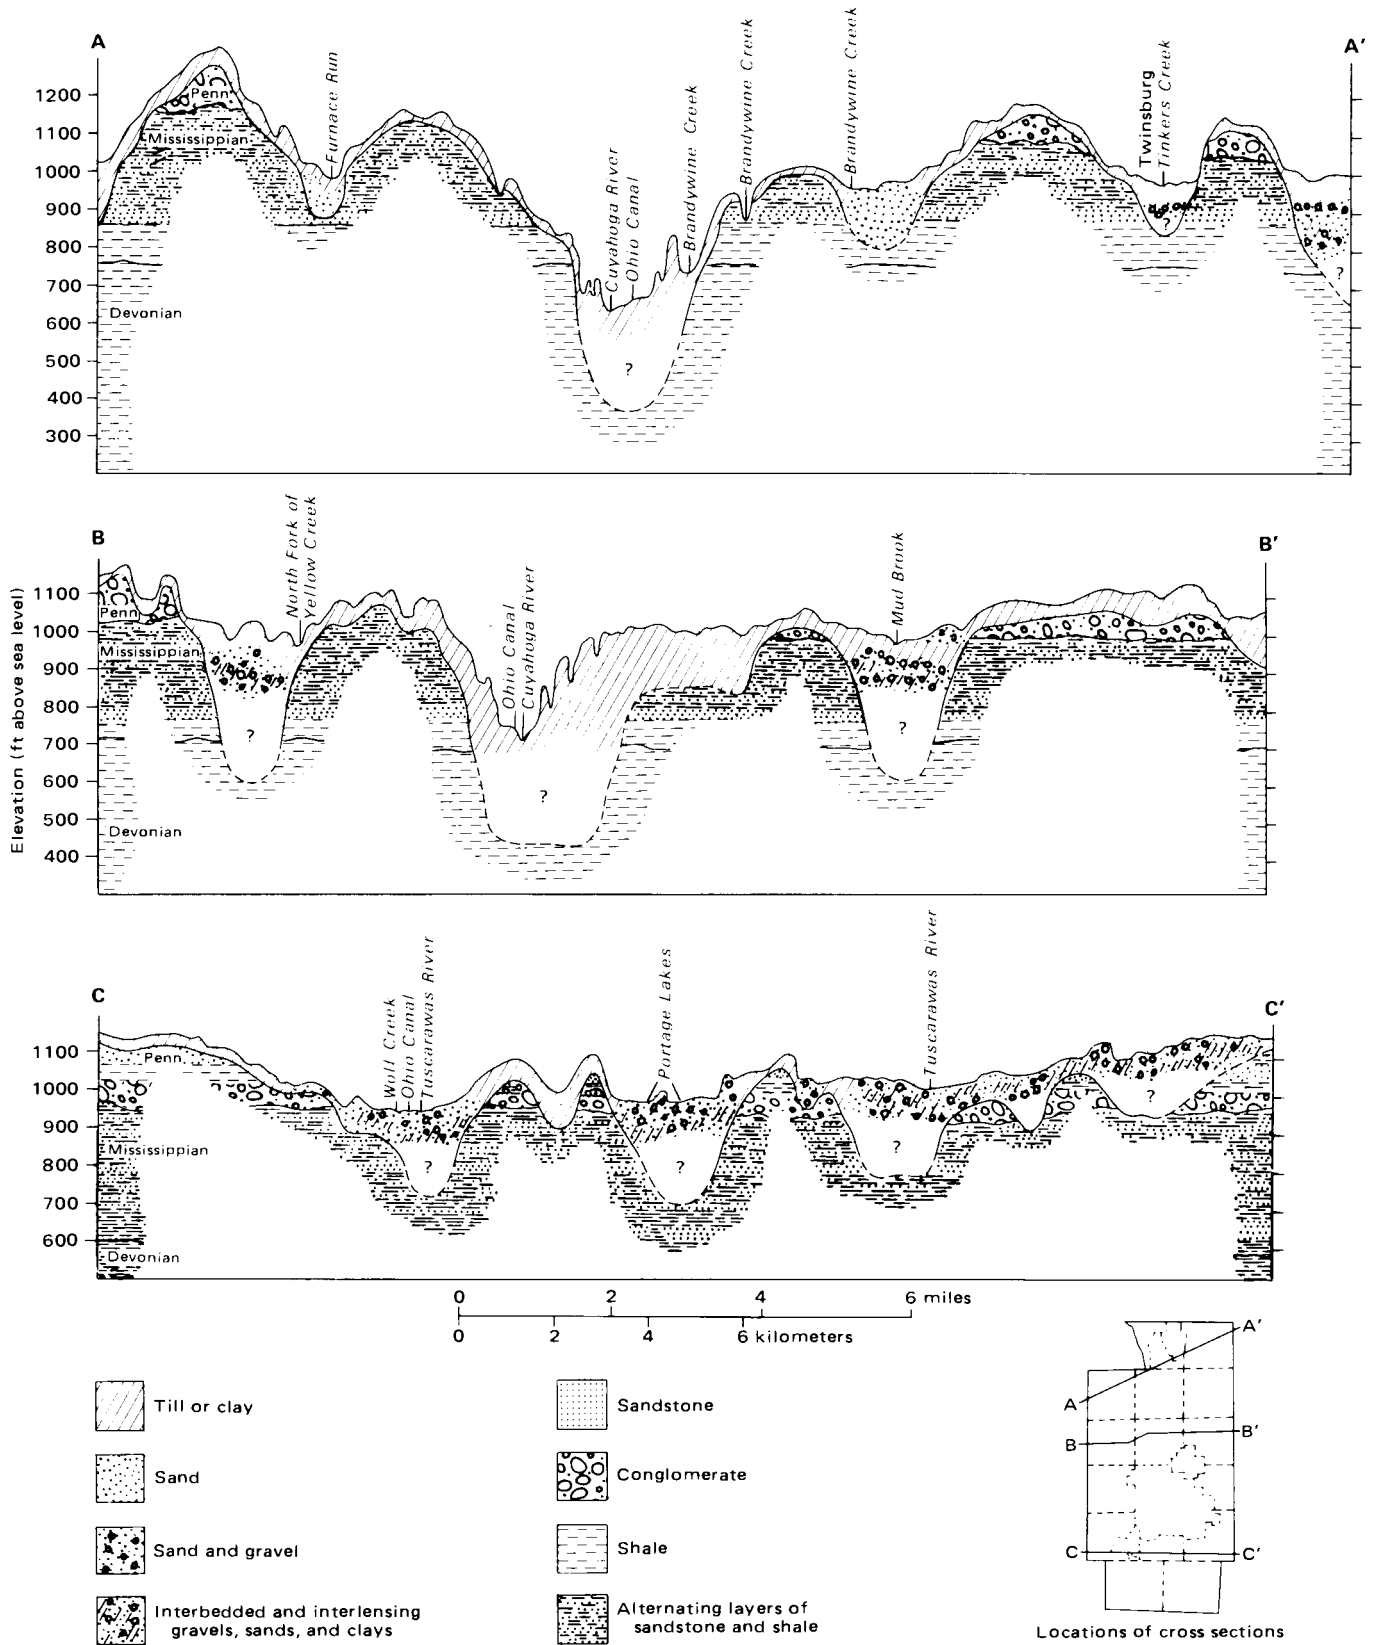 A
A'
Furnace Run
Cuyahoga River
Ohio Canal
Brandywine Creek
Brandywine Creek
Brandywine Creek
Twinsburg
Tinkers Creek
1200
1100
1000
900
800
700
600
500
400
300
Penn
Mississippian
Devonian
?
?
?
B
B'
North Fork of
Yellow Creek
Ohio Canal
Cuyahoga River
Mud Brook
Elevation (ft above sea level)
1100
1000
900
800
700
600
500
400
Penn
Mississippian
Devonian
?
?
?
C
C'
Wolf Creek
Ohio Canal
Tuscarawas River
Portage Lakes
Tuscarawas River
1100
1000
900
800
700
600
Penn
Mississippian
Devonian
?
?
?
?
0 2 4 6 miles
0 2 4 6 kilometers
Till or clay
Sand
Sand and gravel
Interbedded and interlensing
gravels, sands, and clays
Sandstone
Conglomerate
Shale
Alternating layers of
sandstone and shale
A A'
B B'
C C'
Locations of cross sections